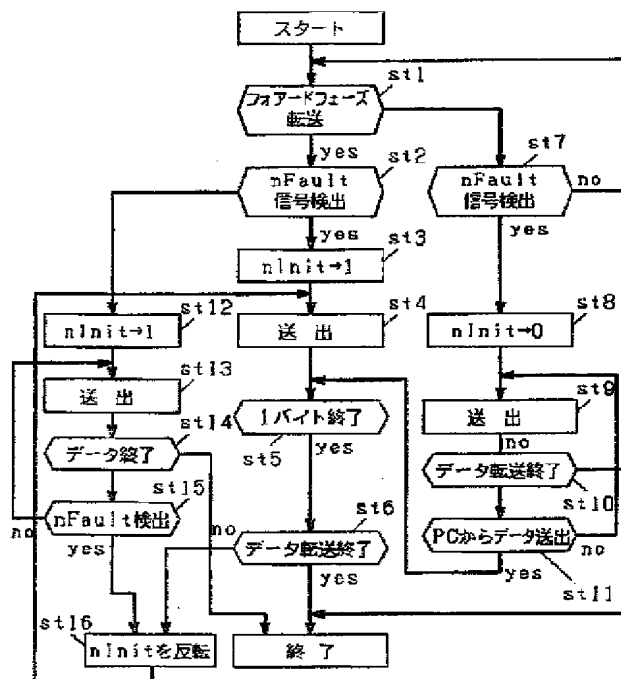 スタート
st1
フォアードフェーズ
転送
yes
st2
st7
nFault
信号検出
nFault
信号検出
no
yes
yes
st3
nInit→1
st12
st4
st8
nInit→1
送 出
nInit→0
st13
st9
送 出
1バイト終了
送 出
st14
st5
yes
no
データ終了
データ転送終了
st15
st6
st10
nFault検出
no
データ転送終了
PCからデータ送出
no
no
yes
yes
yes
st11
st16
nInitを反転
終 了